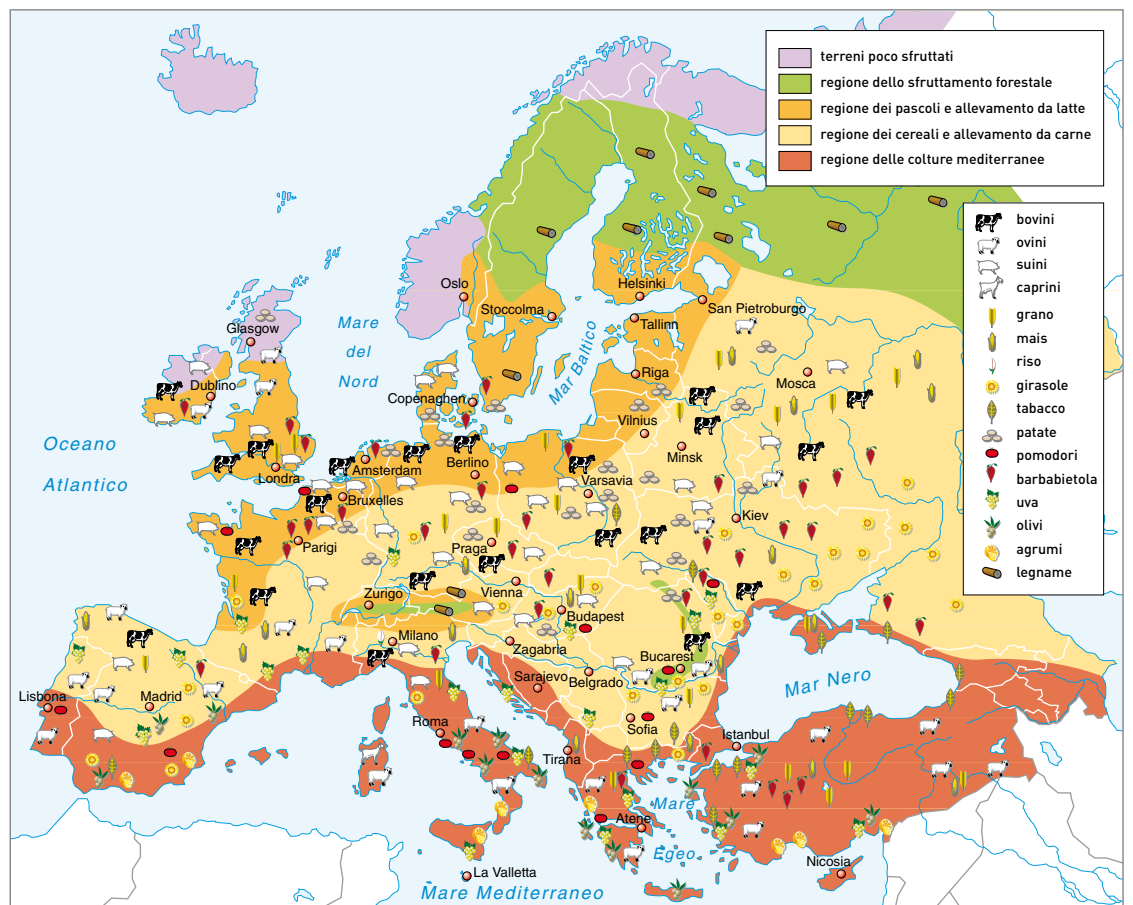 terreni poco sfruttati
regione dello sfruttamento forestale
regione dei pascoli e allevamento da latte
regione dei cereali e allevamento da carne
regione delle colture mediterranee
bovini
ovini
suini
caprini
grano
mais
riso
girasole
tabacco
patate
pomodori
barbabietola
uva
olivi
agrumi
legname
Oslo
Helsinki
Stoccolma
San Pietroburgo
Tallinn
Glasgow
Mare
del
Nord
Mar Baltico
Riga
Mosca
Dublino
Copenaghen
Vilnius
Minsk
Oceano
Atlantico
Londra
Amsterdam
Berlino
Varsavia
Bruxelles
Kiev
Parigi
Praga
Zurigo
Vienna
Budapest
Milano
Zagabria
Bucarest
Sarajevo
Belgrado
Mar Nero
Lisbona
Madrid
Roma
Sofia
Istanbul
Tirana
Mare
Egeo
Atene
Nicosia
La Valletta
Mare Mediterraneo